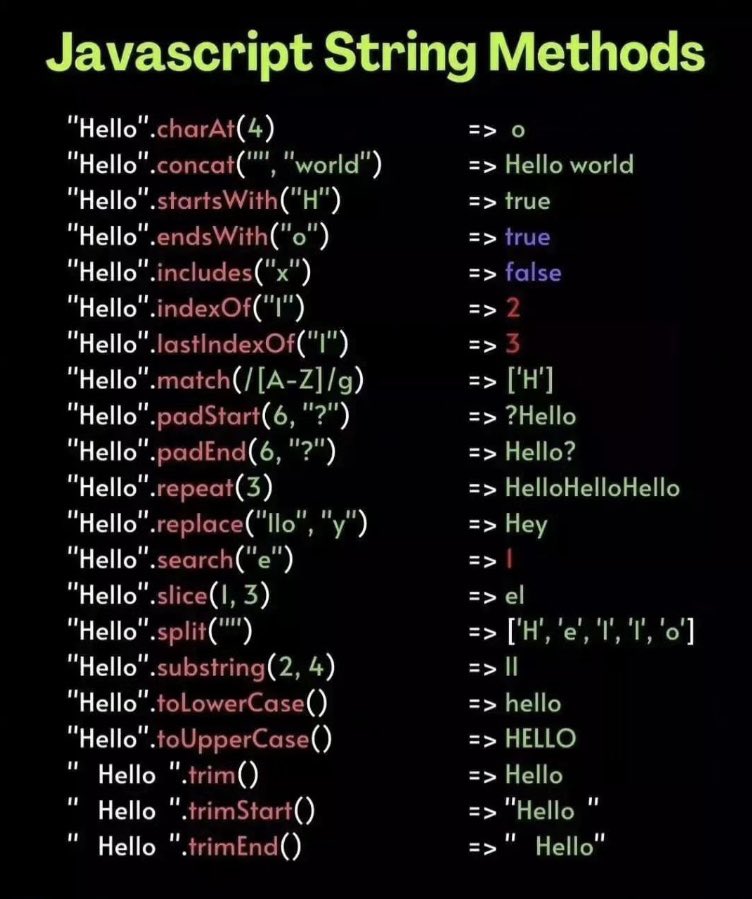 Javascript String Methods
"Hello".charAt(4) => o
"Hello".concat("", "world") => Hello world
"Hello".startsWith("H") => true
"Hello".endsWith("o") => true
"Hello".includes("x") => false
"Hello".indexOf("l") => 2
"Hello".lastIndexOf("l") => 3
"Hello".match(/[A-Z]/g) => ['H']
"Hello".padStart(6, "?") => ?Hello
"Hello".padEnd(6, "?") => Hello?
"Hello".repeat(3) => HelloHelloHello
"Hello".replace("llo", "y") => Hey
"Hello".search("e") => 1
"Hello".slice(1, 3) => el
"Hello".split("") => ['H', 'e', 'l', 'l', 'o']
"Hello".substring(2, 4) => ll
"Hello".toLowerCase() => hello
"Hello".toUpperCase() => HELLO
"  Hello ".trim() => Hello
"  Hello ".trimStart() => "Hello "
"  Hello ".trimEnd() => "  Hello"